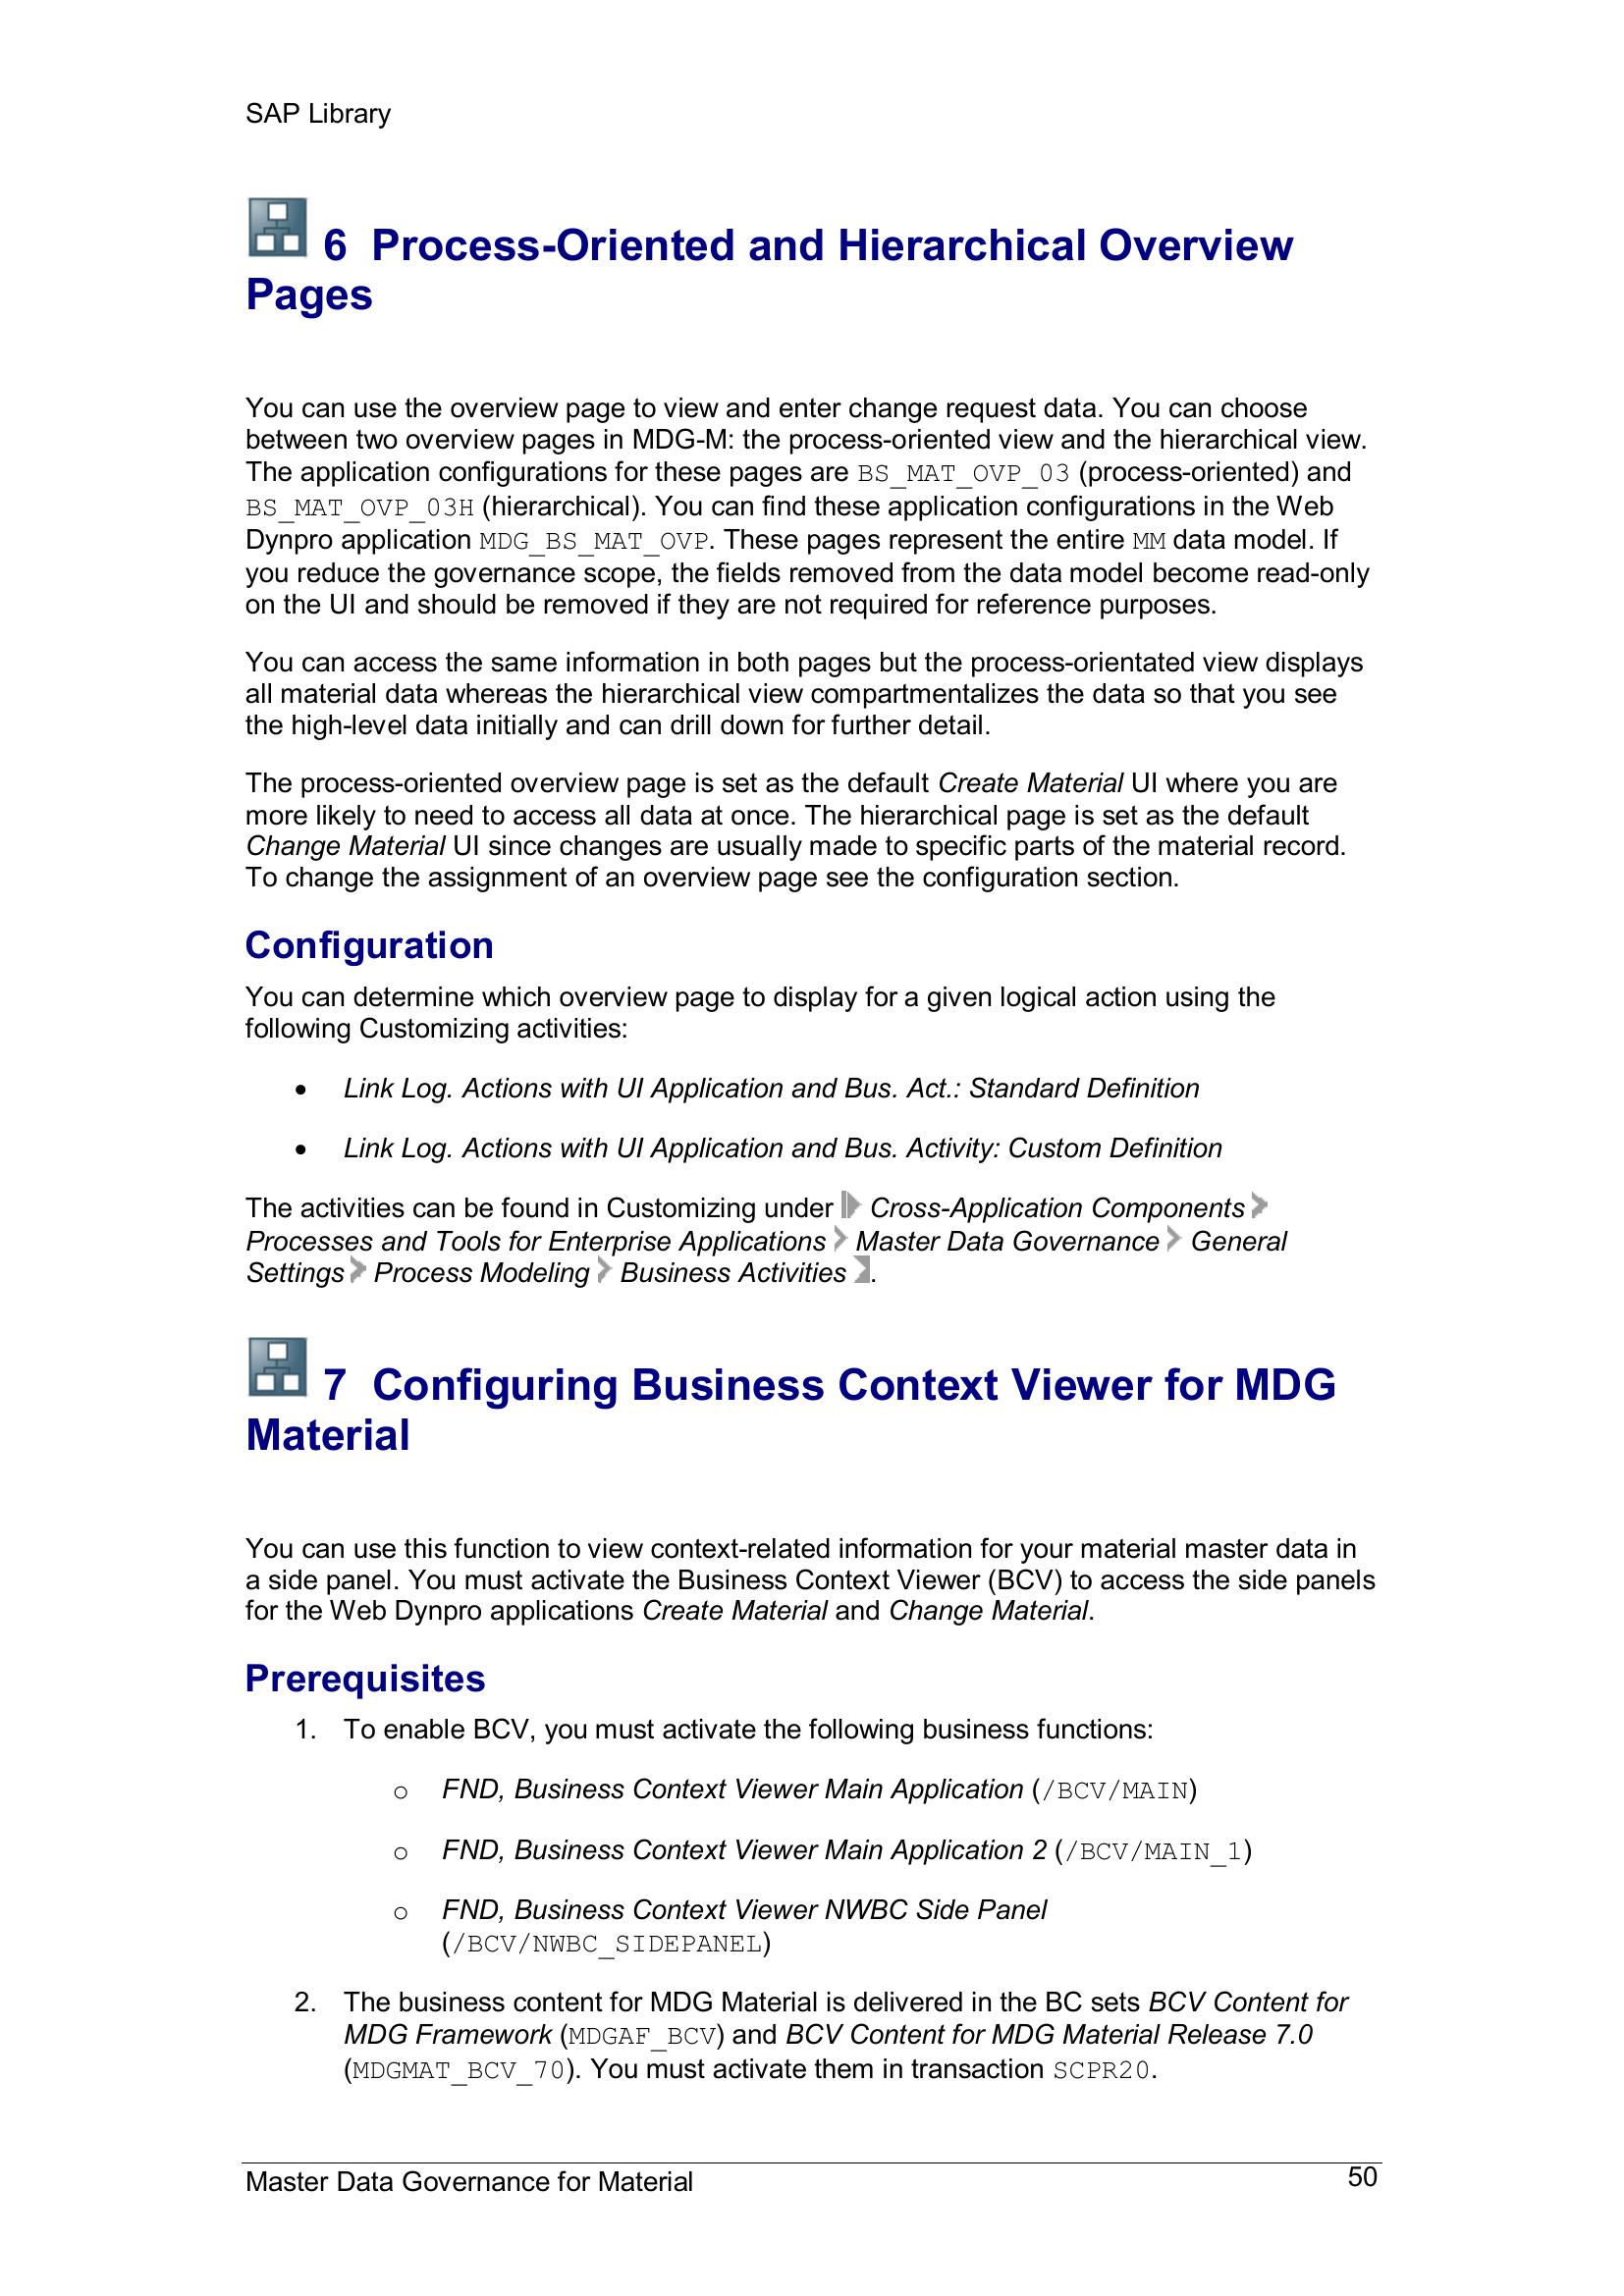 SAP Library
6 Process-Oriented and Hierarchical Overview
Pages
You can use the overview page to view and enter change request data. You can choose
between two overview pages in MDG-M: the process-oriented view and the hierarchical view.
The application configurations for these pages are BS_MAT_OVP_03 (process-oriented) and
BS_MAT_OVP_03H (hierarchical). You can find these application configurations in the Web
Dynpro application MDG_BS_MAT_OVP. These pages represent the entire MM data model. If
you reduce the governance scope, the fields removed from the data model become read-only
on the UI and should be removed if they are not required for reference purposes.
You can access the same information in both pages but the process-orientated view displays
all material data whereas the hierarchical view compartmentalizes the data so that you see
the high-level data initially and can drill down for further detail.
The process-oriented overview page is set as the default Create Material UI where you are
more likely to need to access all data at once. The hierarchical page is set as the default
Change Material UI since changes are usually made to specific parts of the material record.
To change the assignment of an overview page see the configuration section.
Configuration
You can determine which overview page to display for a given logical action using the
following Customizing activities:
• Link Log. Actions with UI Application and Bus. Act.: Standard Definition
• Link Log. Actions with UI Application and Bus. Activity: Custom Definition
The activities can be found in Customizing under Cross-Application Components
Processes and Tools for Enterprise Applications Master Data Governance General
Settings Process Modeling Business Activities .
7 Configuring Business Context Viewer for MDG
Material
You can use this function to view context-related information for your material master data in
a side panel. You must activate the Business Context Viewer (BCV) to access the side panels
for the Web Dynpro applications Create Material and Change Material.
Prerequisites
1. To enable BCV, you must activate the following business functions:
o FND, Business Context Viewer Main Application (/BCV/MAIN)
o FND, Business Context Viewer Main Application 2 (/BCV/MAIN_1)
o FND, Business Context Viewer NWBC Side Panel
(/BCV/NWBC_SIDEPANEL)
2. The business content for MDG Material is delivered in the BC sets BCV Content for
MDG Framework (MDGAF_BCV) and BCV Content for MDG Material Release 7.0
(MDGMAT_BCV_70). You must activate them in transaction SCPR20.
Master Data Governance for Material 50